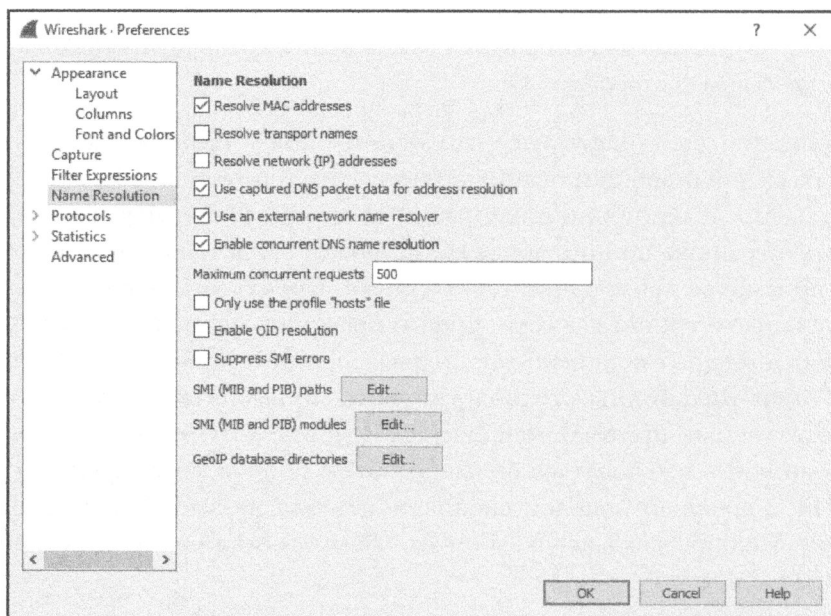 Wireshark · Preferences
?
Appearance
Layout
Columns
Font and Colors
Capture
Filter Expressions
Name Resolution
Protocols
Statistics
Advanced
Name Resolution
Resolve MAC addresses
Resolve transport names
Resolve network (IP) addresses
Use captured DNS packet data for address resolution
Use an external network name resolver
Enable concurrent DNS name resolution
Maximum concurrent requests 500
Only use the profile "hosts" file
Enable OID resolution
Suppress SMI errors
SMI (MIB and PIB) paths Edit...
SMI (MIB and PIB) modules Edit...
GeoIP database directories Edit...
OK Cancel Help